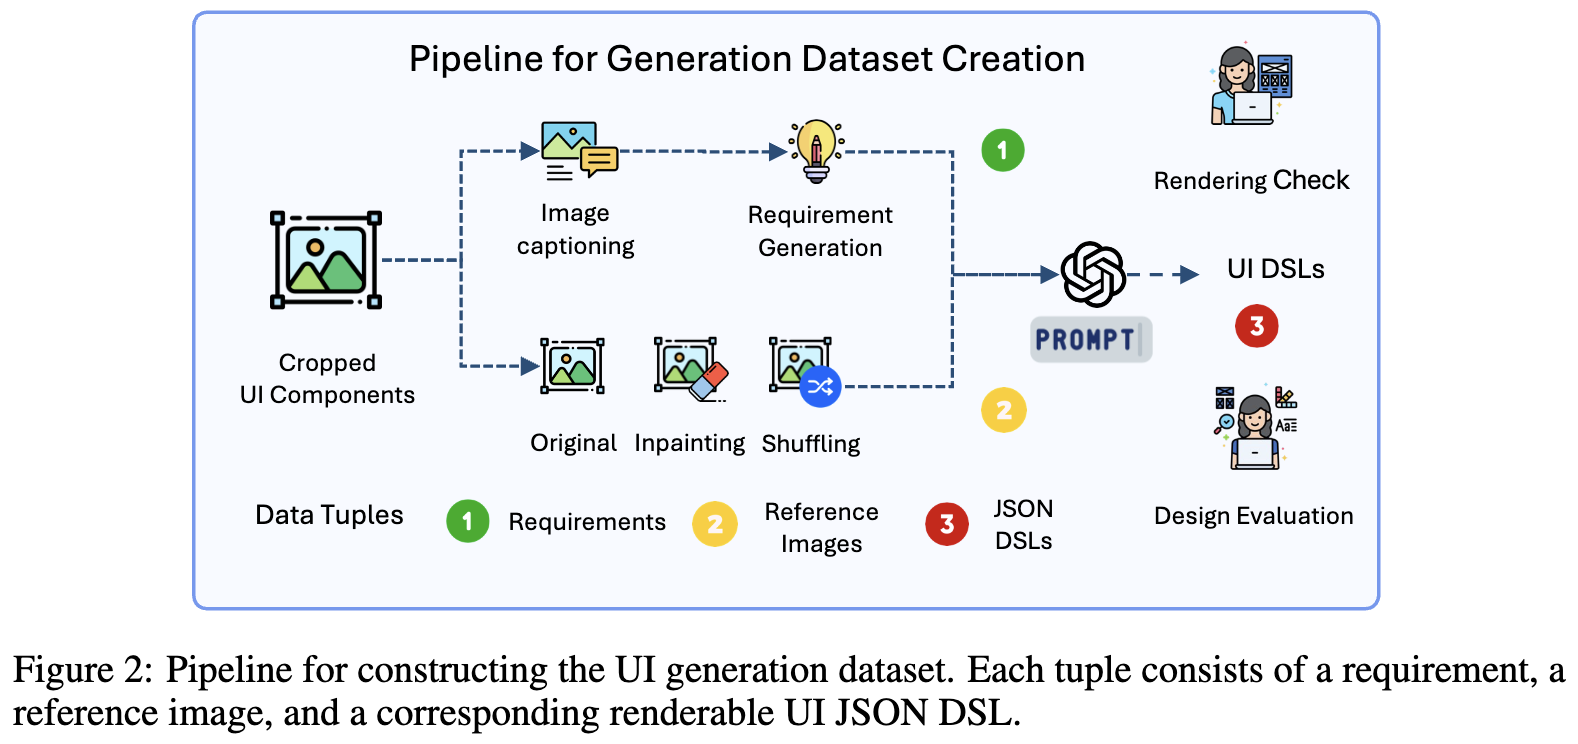 Pipeline for Generation Dataset Creation
1
Rendering Check
Image
captioning
Requirement
Generation
Cropped
UI Components
UI DSLs
3
PROMPT
Original
Inpainting
Shuffling
2
Aa
Design Evaluation
Data Tuples
1
Requirements
2
Reference
Images
3
JSON
DSLs
Figure 2: Pipeline for constructing the UI generation dataset. Each tuple consists of a requirement, a
reference image, and a corresponding renderable UI JSON DSL.